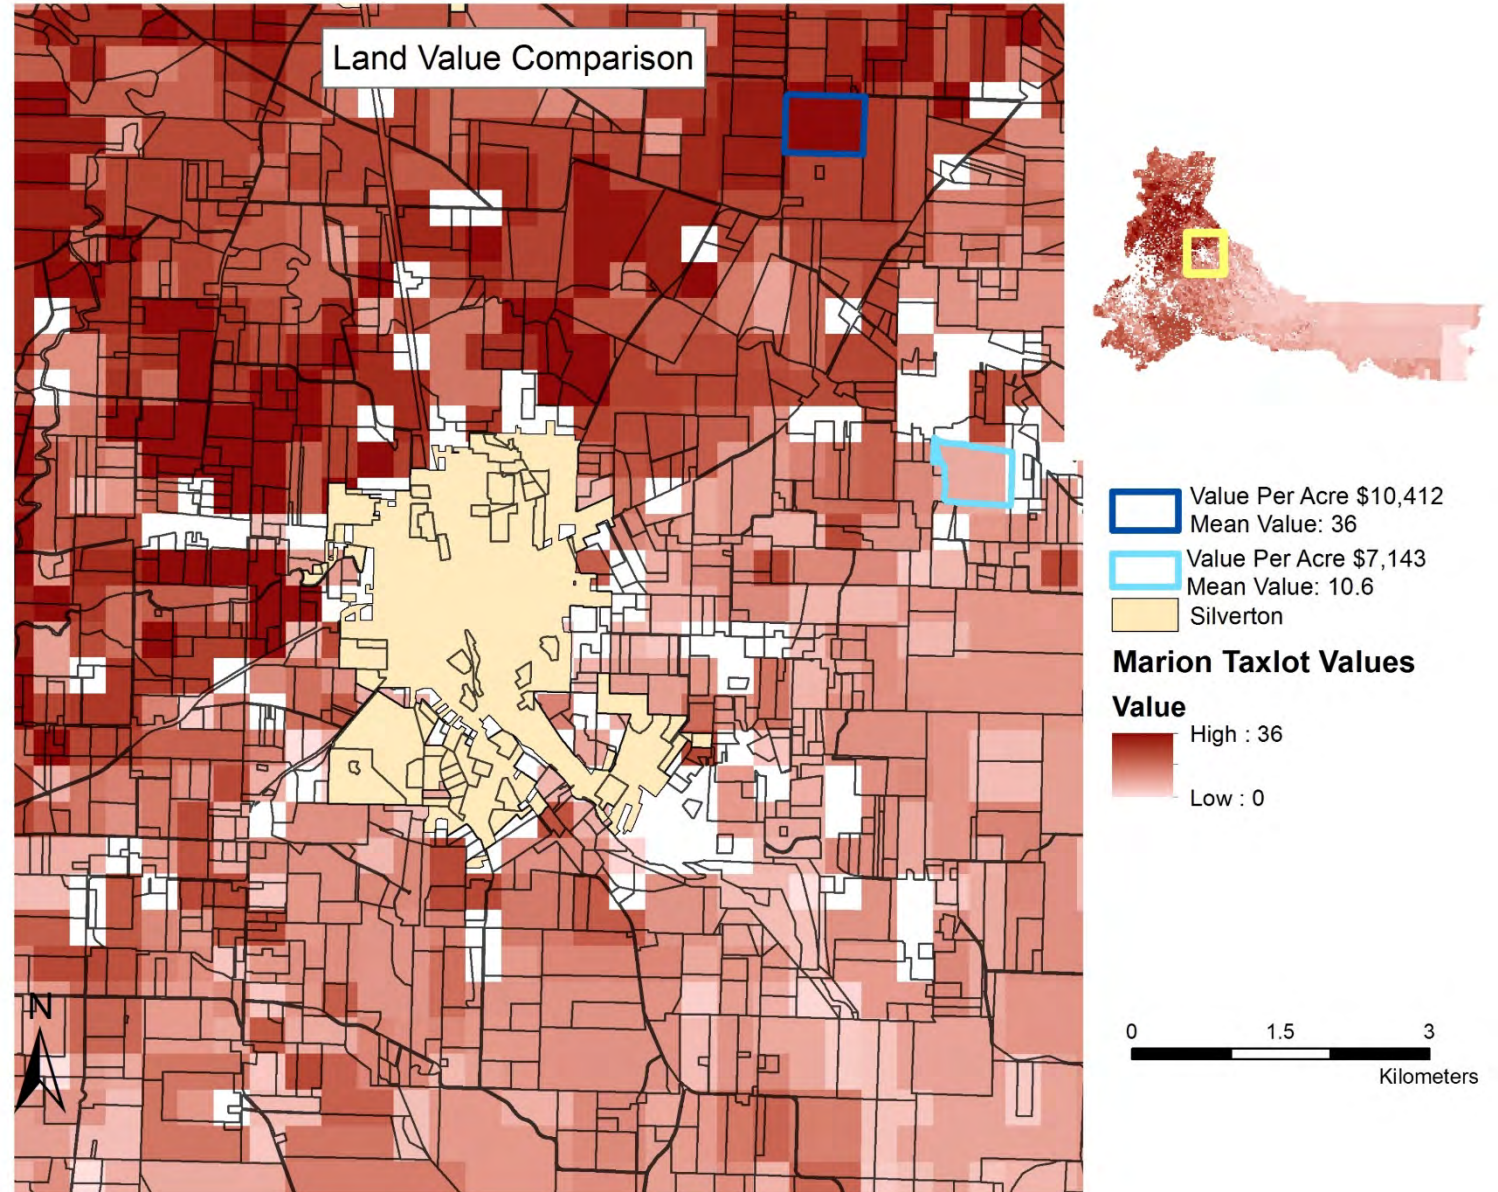 Land Value Comparison
Value Per Acre $10,412
Mean Value: 36
Value Per Acre $7,143
Mean Value: 10.6
Silverton
Marion Taxlot Values
Value
High : 36
Low : 0
N
0 1.5 3
Kilometers